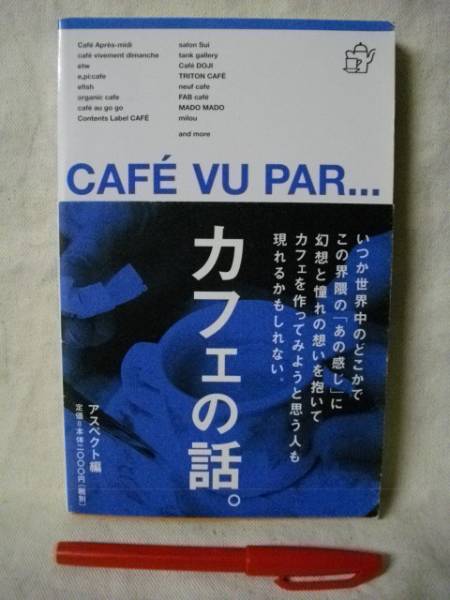 Café Après-midi
café vivement dimanche
ehe
e,piccafe
efish
organic cafe
café au go go
Contents Label CAFÉ
salon Sui
tank gallery
Café DOJI
TRITON CAFÉ
neuf cafe
FAB café
MADO MADO
milou
and more
CAFÉ VU PAR...
いつか世界中のどこかで
この界隈の「あの感じ」に
幻想と憧れの想いを抱いて
カフェを作ってみようと思う人も
現れるかもしれない。
カフェの話。
アスペクト編
定価=本体二〇〇〇円[税別]